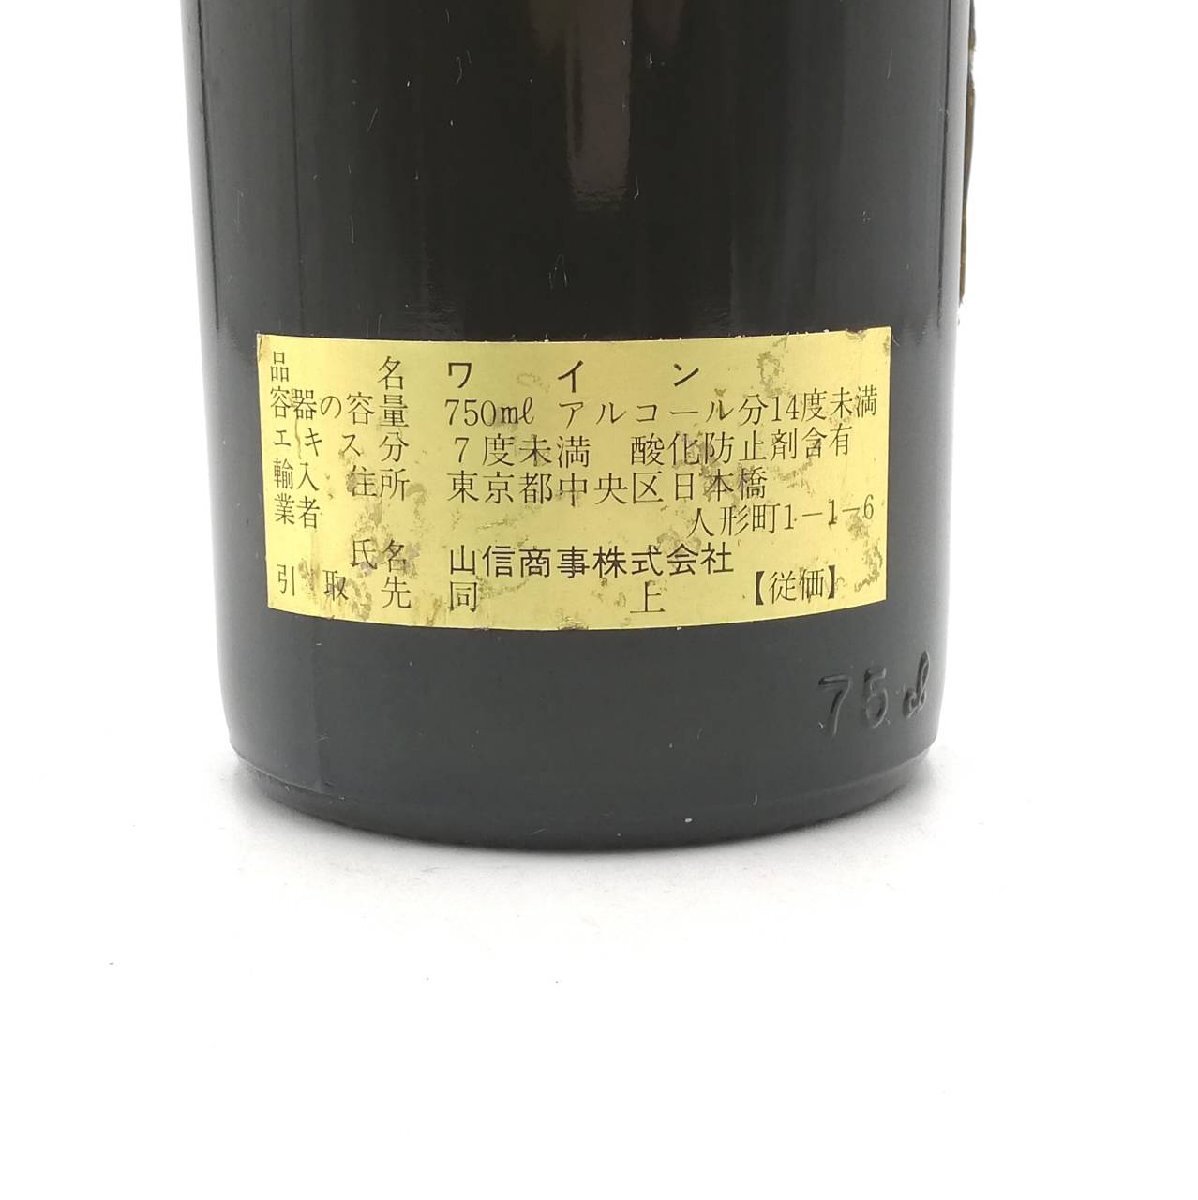 品名 ワイン
容器の容量 750mℓ アルコール分14度未満
エキス分 7度未満 酸化防止剤含有
輸入業者 住所 東京都中央区日本橋
人形町1-1-6
氏名 山信商事株式会社
引取先 同上 【従価】
75cl